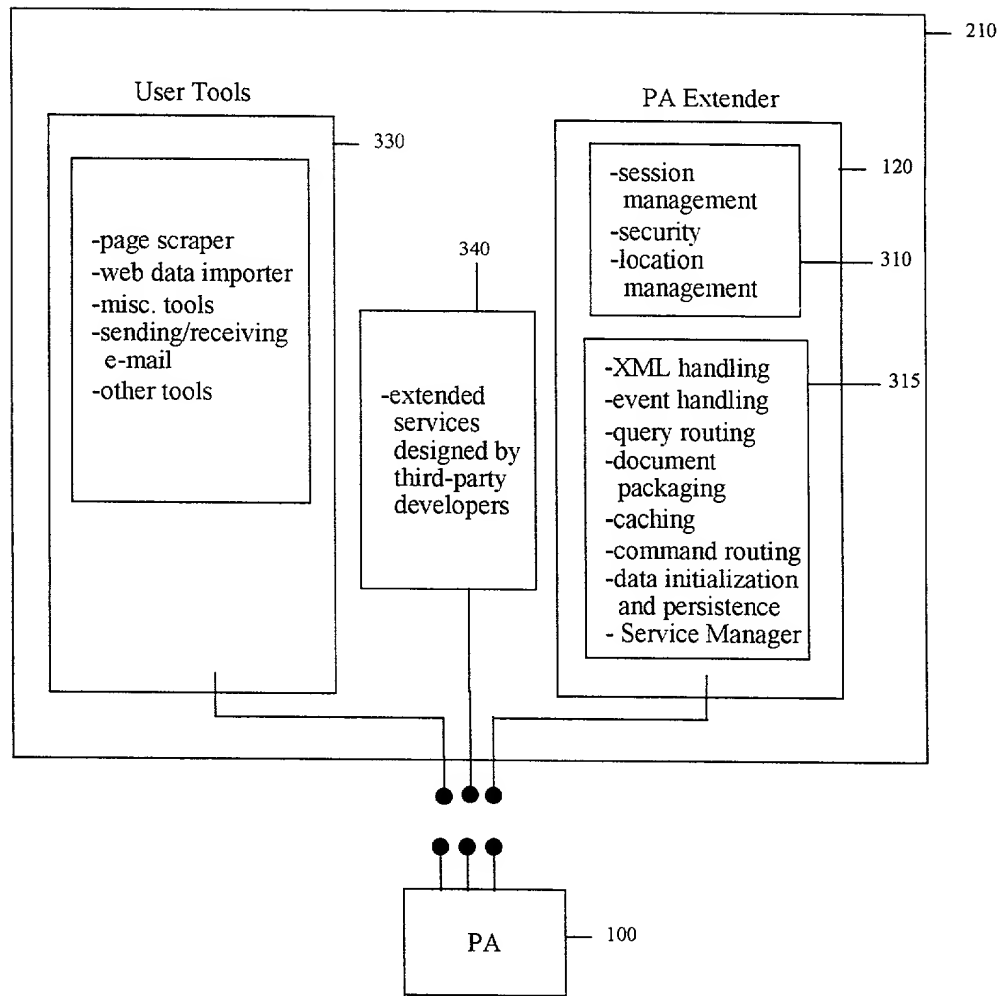 210
User Tools
330
-page scraper
-web data importer
-misc. tools
-sending/receiving
e-mail
-other tools
340
-extended
services
designed by
third-party
developers
PA Extender
120
-session
management
-security
-location
management
310
-XML handling
-event handling
-query routing
-document
packaging
-caching
-command routing
-data initialization
and persistence
- Service Manager
315
PA
100